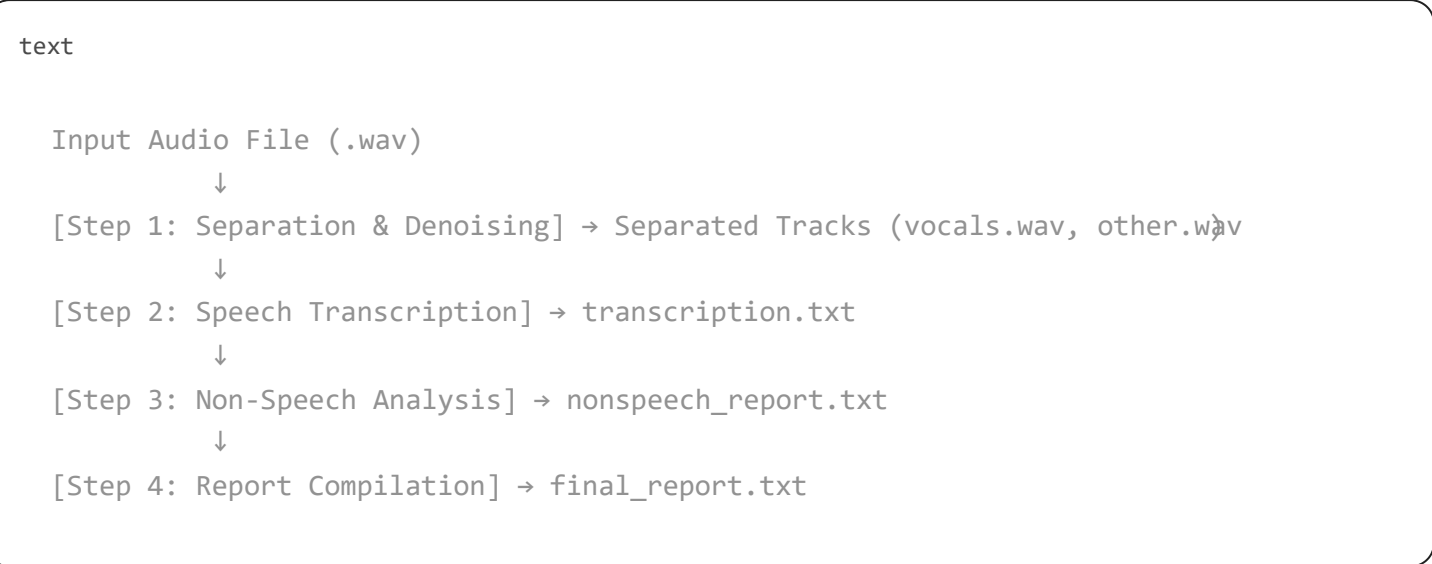 text
Input Audio File (.wav)
↓
[Step 1: Separation & Denoising] → Separated Tracks (vocals.wav, other.wav)
↓
[Step 2: Speech Transcription] → transcription.txt
↓
[Step 3: Non-Speech Analysis] → nonspeech_report.txt
↓
[Step 4: Report Compilation] → final_report.txt